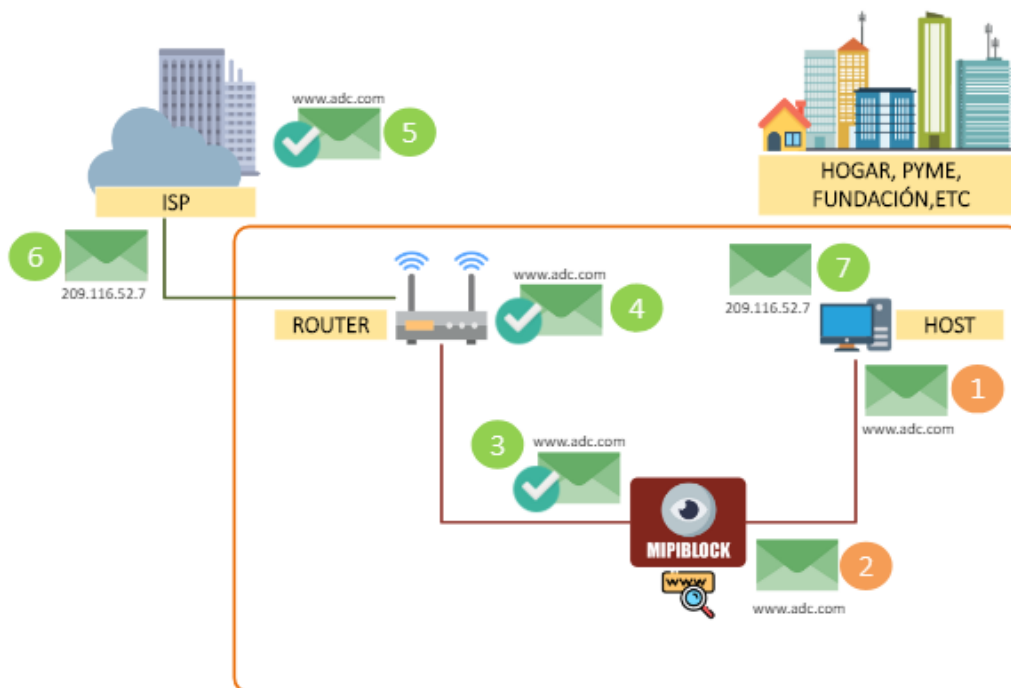 www.adc.com
5
ISP
HOGAR, PYME,
FUNDACIÓN,ETC
6
209.116.52.7
ROUTER
www.adc.com
4
7
209.116.52.7
HOST
1
www.adc.com
3
www.adc.com
MIPIBLOCK
www
2
www.adc.com